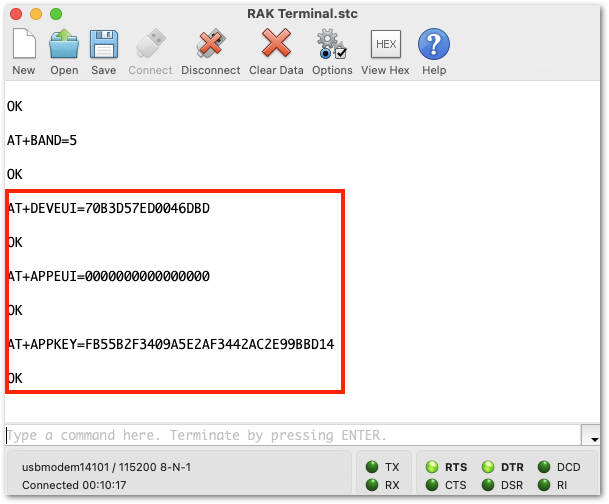 RAK Terminal.stc
New Open Save Connect Disconnect Clear Data Options View Hex Help
HEX
OK
AT+BAND=5
OK
AT+DEVEUI=70B3D57ED0046DBD
OK
AT+APPEUI=0000000000000000
OK
AT+APPKEY=FB55B2F3409A5E2AF3442AC2E99BBD14
OK
Type a command here. Terminate by pressing ENTER.
usbmodem14101 / 115200 8-N-1
Connected 00:10:17
TX RTS DTR DCD
RX CTS DSR RI